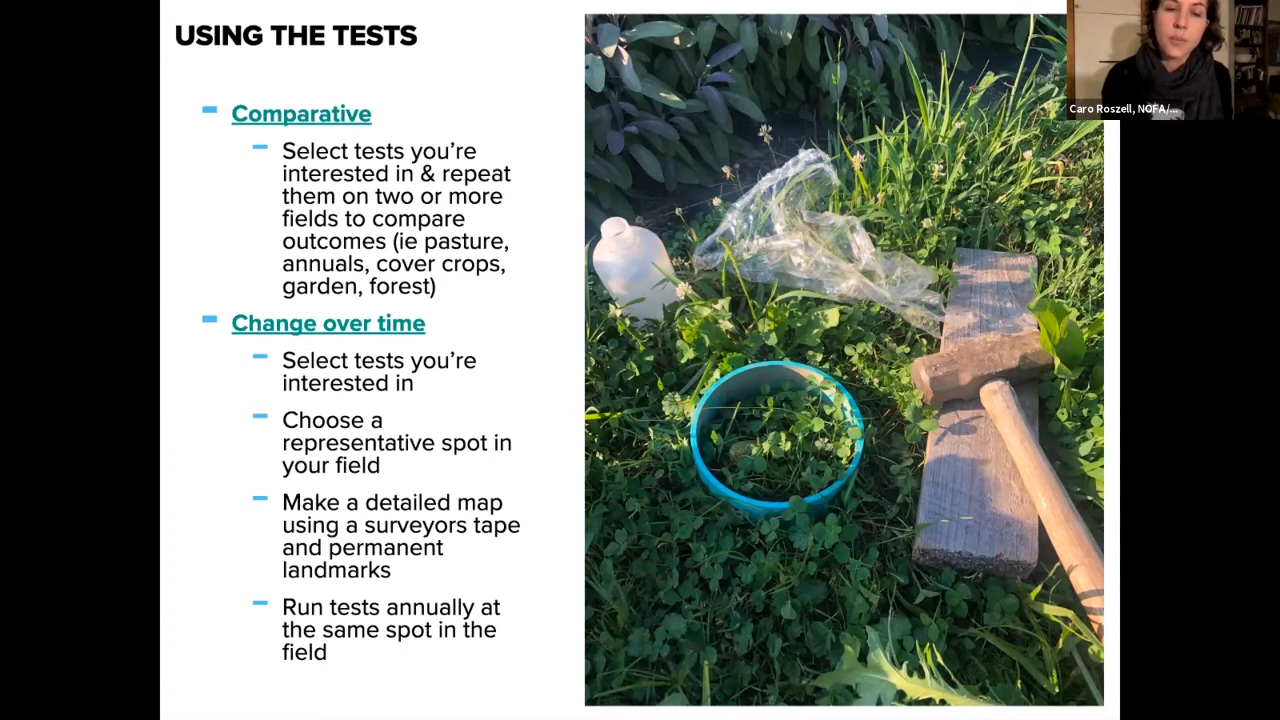 USING THE TESTS
Comparative
Select tests you’re
interested in & repeat
them on two or more
fields to compare
outcomes (ie pasture,
annuals, cover crops,
garden, forest)
Change over time
Select tests you’re
interested in
Choose a
representative spot in
your field
Make a detailed map
using a surveyors tape
and permanent
landmarks
Run tests annually at
the same spot in the
field
Caro Roszell, NOFA/...